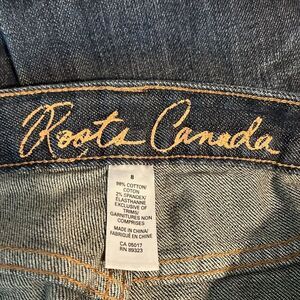 Roots Canada
8
98% COTTON/
COTON
2% SPANDEX/
ELASTHANNE
EXCLUSIVE OF
TRIMS/
GARNITURES NON
COMPRISES
MADE IN CHINA/
FABRIQUÉ EN CHINE
CA 05017
RN 89323